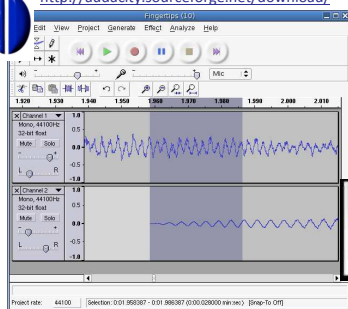 http://audacity.sourceforge.net/download/
Fingertips (10)
Edit View Project Generate Effect Analyze Help
Mic
1.920 1.930 1.940 1.950 1.960 1.970 1.980 1.990 2.000 2.010
Channel 1
Mono, 44100Hz
32-bit float
Mute Solo
- +
L R
1.0
0.5
0.0
-0.5
-1.0
Channel 2
Mono, 44100Hz
32-bit float
Mute Solo
- +
L R
1.0
0.5
0.0
-0.5
-1.0
Project rate: 44100 Selection: 0:01.958387 - 0:01.986387 (0:00.028000 min:sec) [Snap-To Off]